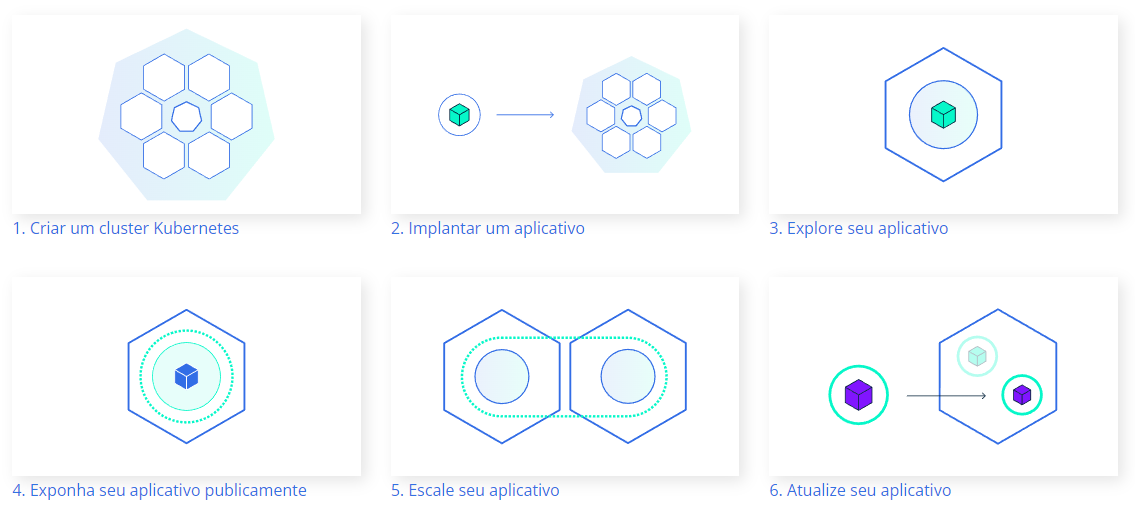 1. Criar um cluster Kubernetes
2. Implantar um aplicativo
3. Explore seu aplicativo
4. Exponha seu aplicativo publicamente
5. Escale seu aplicativo
6. Atualize seu aplicativo